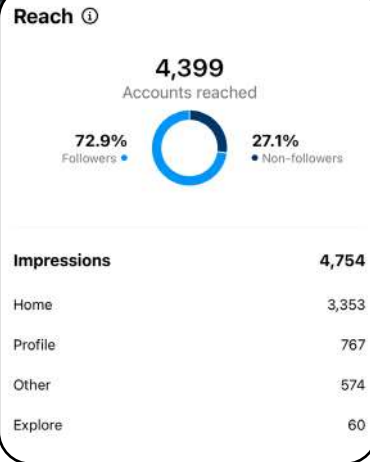 Reach
4,399
Accounts reached
72.9%
Followers
27.1%
Non-followers
Impressions 4,754
Home 3,353
Profile 767
Other 574
Explore 60